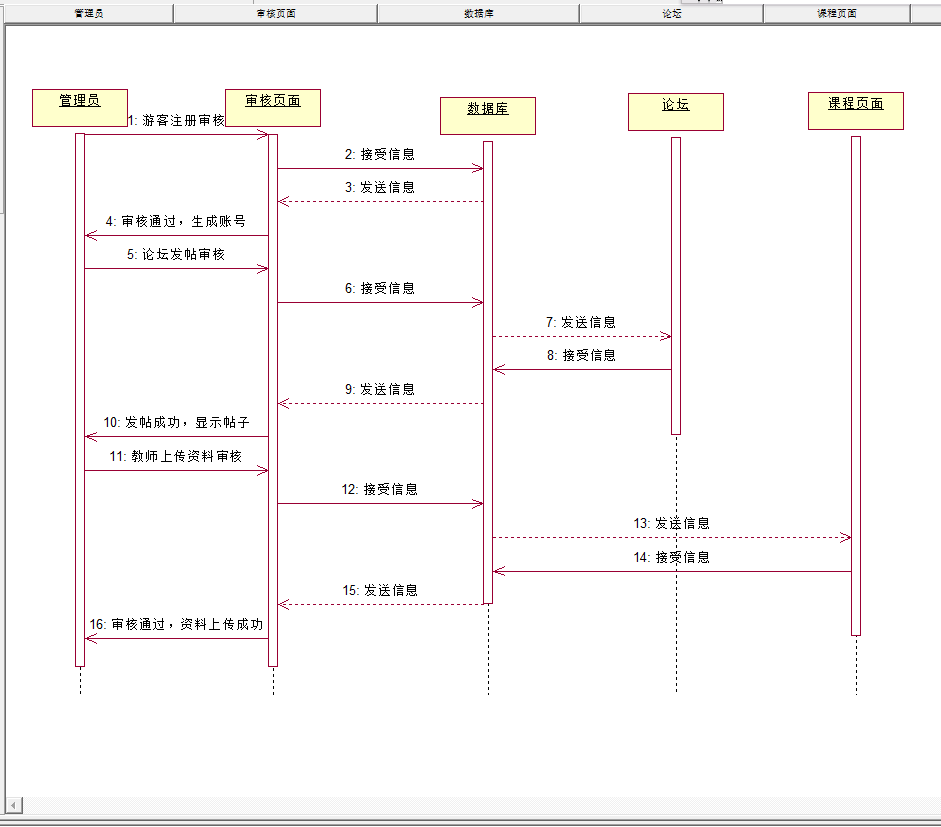 管理员 审核页面 数据库 论坛 课程页面
管理员 审核页面 数据库 论坛 课程页面
1: 游客注册审核
2: 接受信息
3: 发送信息
4: 审核通过，生成账号
5: 论坛发帖审核
6: 接受信息
7: 发送信息
8: 接受信息
9: 发送信息
10: 发帖成功，显示帖子
11: 教师上传资料审核
12: 接受信息
13: 发送信息
14: 接受信息
15: 发送信息
16: 审核通过，资料上传成功